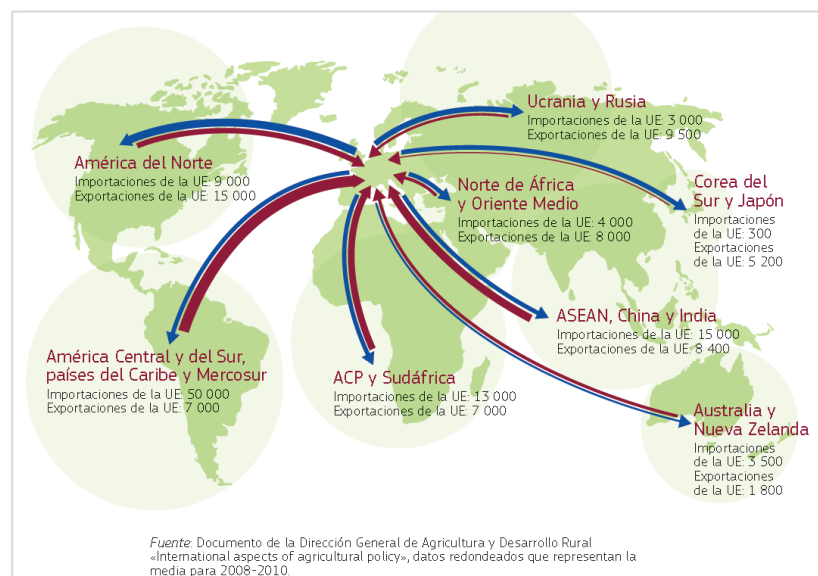 Ucrania y Rusia
Importaciones de la UE: 3 000
Exportaciones de la UE: 9 500
América del Norte
Importaciones de la UE: 9 000
Exportaciones de la UE: 15 000
Norte de África
y Oriente Medio
Importaciones de la UE: 4 000
Exportaciones de la UE: 8 000
Corea del
Sur y Japón
Importaciones
de la UE: 300
Exportaciones
de la UE: 5 200
ASEAN, China y India
Importaciones de la UE: 15 000
Exportaciones de la UE: 8 400
América Central y del Sur,
países del Caribe y Mercosur
Importaciones de la UE: 50 000
Exportaciones de la UE: 7 000
ACP y Sudáfrica
Importaciones de la UE: 13 000
Exportaciones de la UE: 7 000
Australia y
Nueva Zelanda
Importaciones
de la UE: 3 500
Exportaciones
de la UE: 1 800
Fuente: Documento de la Dirección General de Agricultura y Desarrollo Rural
«International aspects of agricultural policy», datos redondeados que representan la
media para 2008-2010.